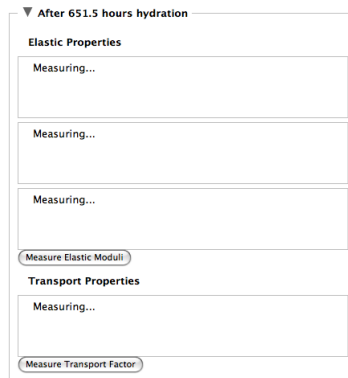 After 651.5 hours hydration
Elastic Properties
Measuring...
Measuring...
Measuring...
Measure Elastic Moduli
Transport Properties
Measuring...
Measure Transport Factor